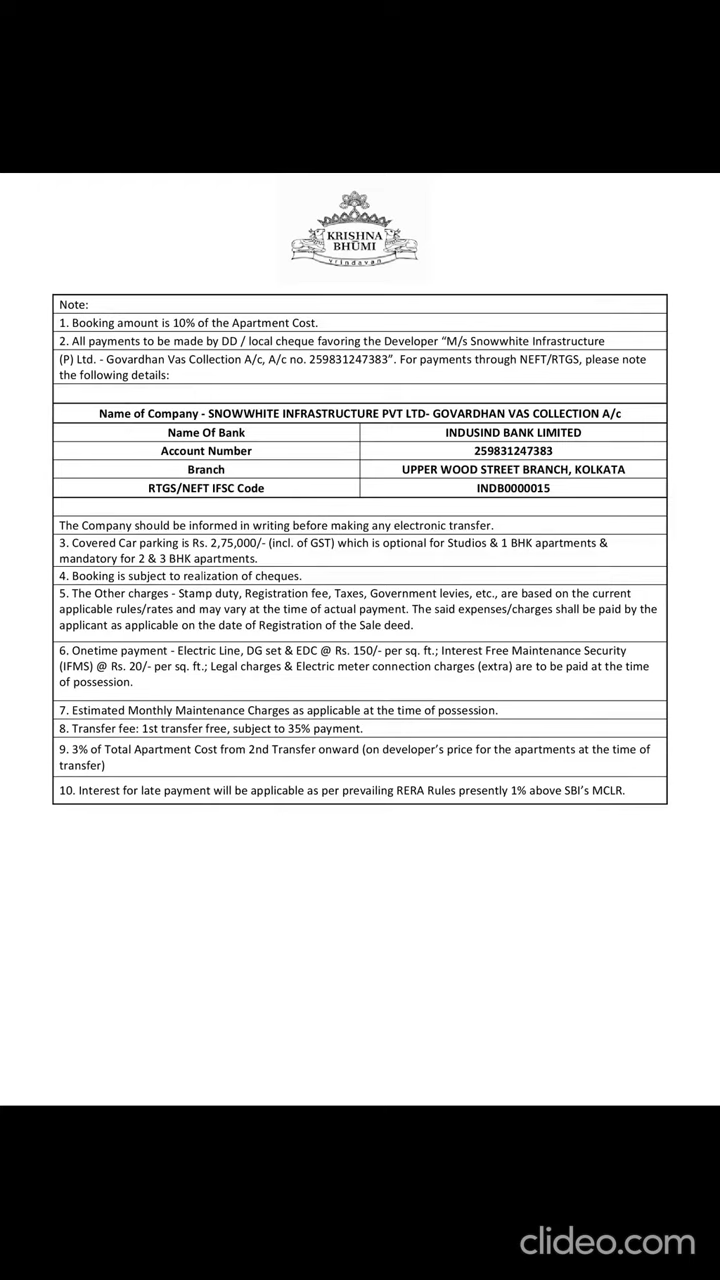 KRISHNA
BHŪMI
Vrindavan
Note:
1. Booking amount is 10% of the Apartment Cost.
2. All payments to be made by DD / local cheque favoring the Developer “M/s Snowwhite Infrastructure
(P) Ltd. - Govardhan Vas Collection A/c, A/c no. 259831247383”. For payments through NEFT/RTGS, please note
the following details:
Name of Company - SNOWWHITE INFRASTRUCTURE PVT LTD- GOVARDHAN VAS COLLECTION A/c
Name Of Bank INDUSIND BANK LIMITED
Account Number 259831247383
Branch UPPER WOOD STREET BRANCH, KOLKATA
RTGS/NEFT IFSC Code INDB0000015
The Company should be informed in writing before making any electronic transfer.
3. Covered Car parking is Rs. 2,75,000/- (incl. of GST) which is optional for Studios & 1 BHK apartments &
mandatory for 2 & 3 BHK apartments.
4. Booking is subject to realization of cheques.
5. The Other charges - Stamp duty, Registration fee, Taxes, Government levies, etc., are based on the current
applicable rules/rates and may vary at the time of actual payment. The said expenses/charges shall be paid by the
applicant as applicable on the date of Registration of the Sale deed.
6. Onetime payment - Electric Line, DG set & EDC @ Rs. 150/- per sq. ft.; Interest Free Maintenance Security
(IFMS) @ Rs. 20/- per sq. ft.; Legal charges & Electric meter connection charges (extra) are to be paid at the time
of possession.
7. Estimated Monthly Maintenance Charges as applicable at the time of possession.
8. Transfer fee: 1st transfer free, subject to 35% payment.
9. 3% of Total Apartment Cost from 2nd Transfer onward (on developer’s price for the apartments at the time of
transfer)
10. Interest for late payment will be applicable as per prevailing RERA Rules presently 1% above SBI’s MCLR.
clideo.com